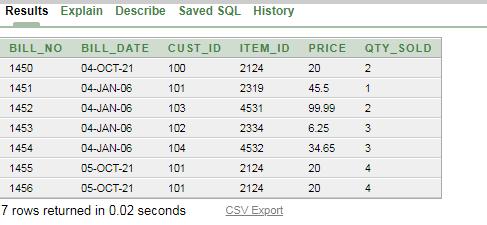 Results Explain Describe Saved SQL History
BILL_NO BILL_DATE CUST_ID ITEM_ID PRICE QTY_SOLD
1450 04-OCT-21 100 2124 20 2
1451 04-JAN-06 101 2319 45.5 1
1452 04-JAN-06 103 4531 99.99 2
1453 04-JAN-06 102 2334 6.25 3
1454 04-JAN-06 104 4532 34.65 3
1455 05-OCT-21 101 2124 20 4
1456 05-OCT-21 101 2124 20 4
7 rows returned in 0.02 seconds CSV Export